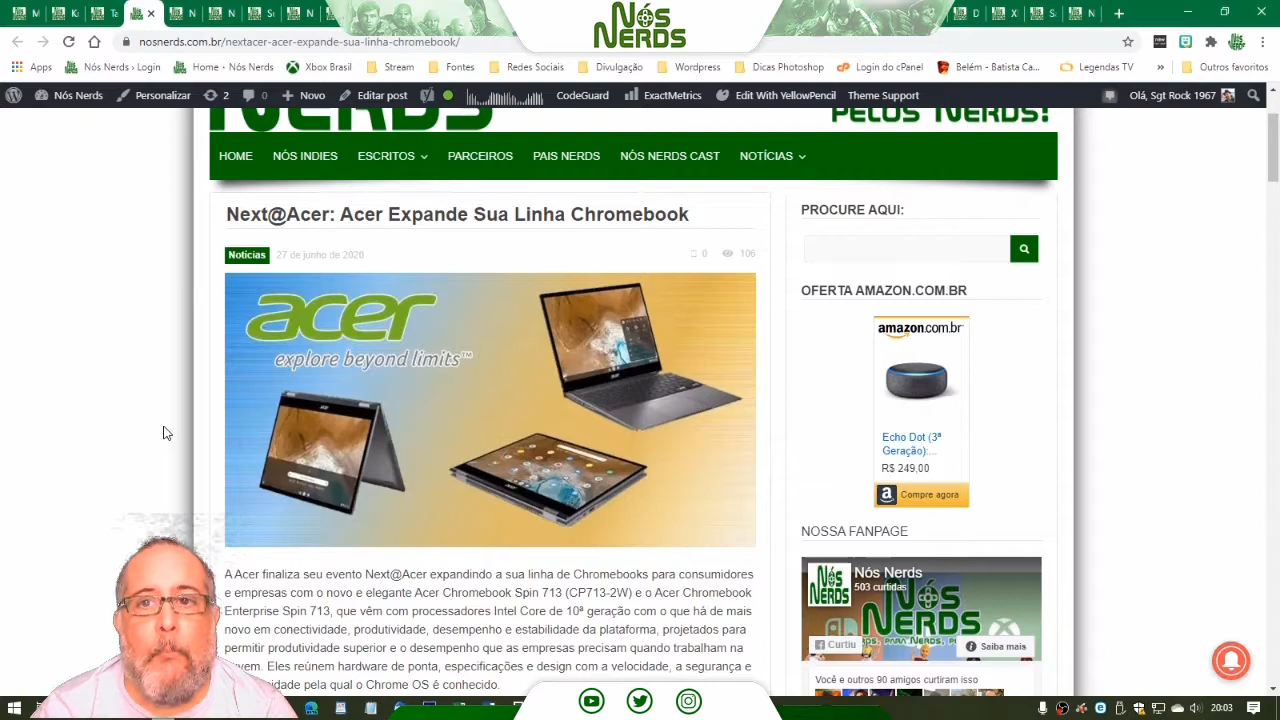 Nós
NERDS
nosnerds.com.br/nextacer-acer-expande-sua-linha-chromebook/
Apps
Nós Nerds › Login
Home • Nós Nerds
Xbox Brasil
Stream
Fontes
Redes Sociais
Divulgação
Wordpress
Dicas Photoshop
Login do cPanel
Belém - Batista Ca...
Legendas TV
»
Outros favoritos
Nós Nerds
Personalizar
2
0
Novo
Editar post
CodeGuard
ExactMetrics
Edit With YellowPencil
Theme Support
Olá, Sgt Rock 1967
NERDS
PELOS NERDS!
HOME
NÓS INDIES
ESCRITOS
PARCEIROS
PAIS NERDS
NÓS NERDS CAST
NOTÍCIAS
Next@Acer: Acer Expande Sua Linha Chromebook
Notícias
27 de junho de 2020
0
106
acer
explore beyond limits™
A Acer finaliza seu evento Next@Acer expandindo a sua linha de Chromebooks para consumidores
e empresas com o novo e elegante Acer Chromebook Spin 713 (CP713-2W) e o Acer Chromebook
Enterprise Spin 713, que vêm com processadores Intel Core de 10ª geração com o que há de mais
novo em conectividade, produtividade, desempenho e estabilidade da plataforma, projetados para
produtividade superior e o desempenho que as empresas precisam quando trabalham na
Eles reúnem hardware de ponta, especificações e design com a velocidade, a segurança e
pela qual o Chrome OS é conhecido.
PROCURE AQUI:
OFERTA AMAZON.COM.BR
amazon.com.br
Echo Dot (3ª
Geração):...
R$ 249,00
Compre agora
NOSSA FANPAGE
Nós Nerds
503 curtidas
Nós
NERDS
Curtiu
Saiba mais
Você e outros 90 amigos curtiram isso
20:03